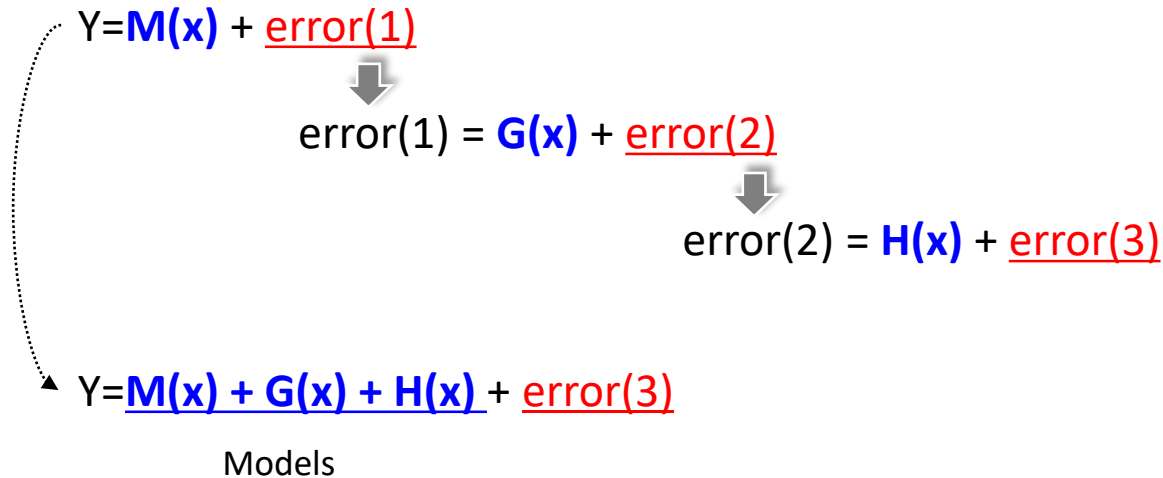 Y=M(x) + error(1)
error(1) = G(x) + error(2)
error(2) = H(x) + error(3)
Y=M(x) + G(x) + H(x) + error(3)
Models